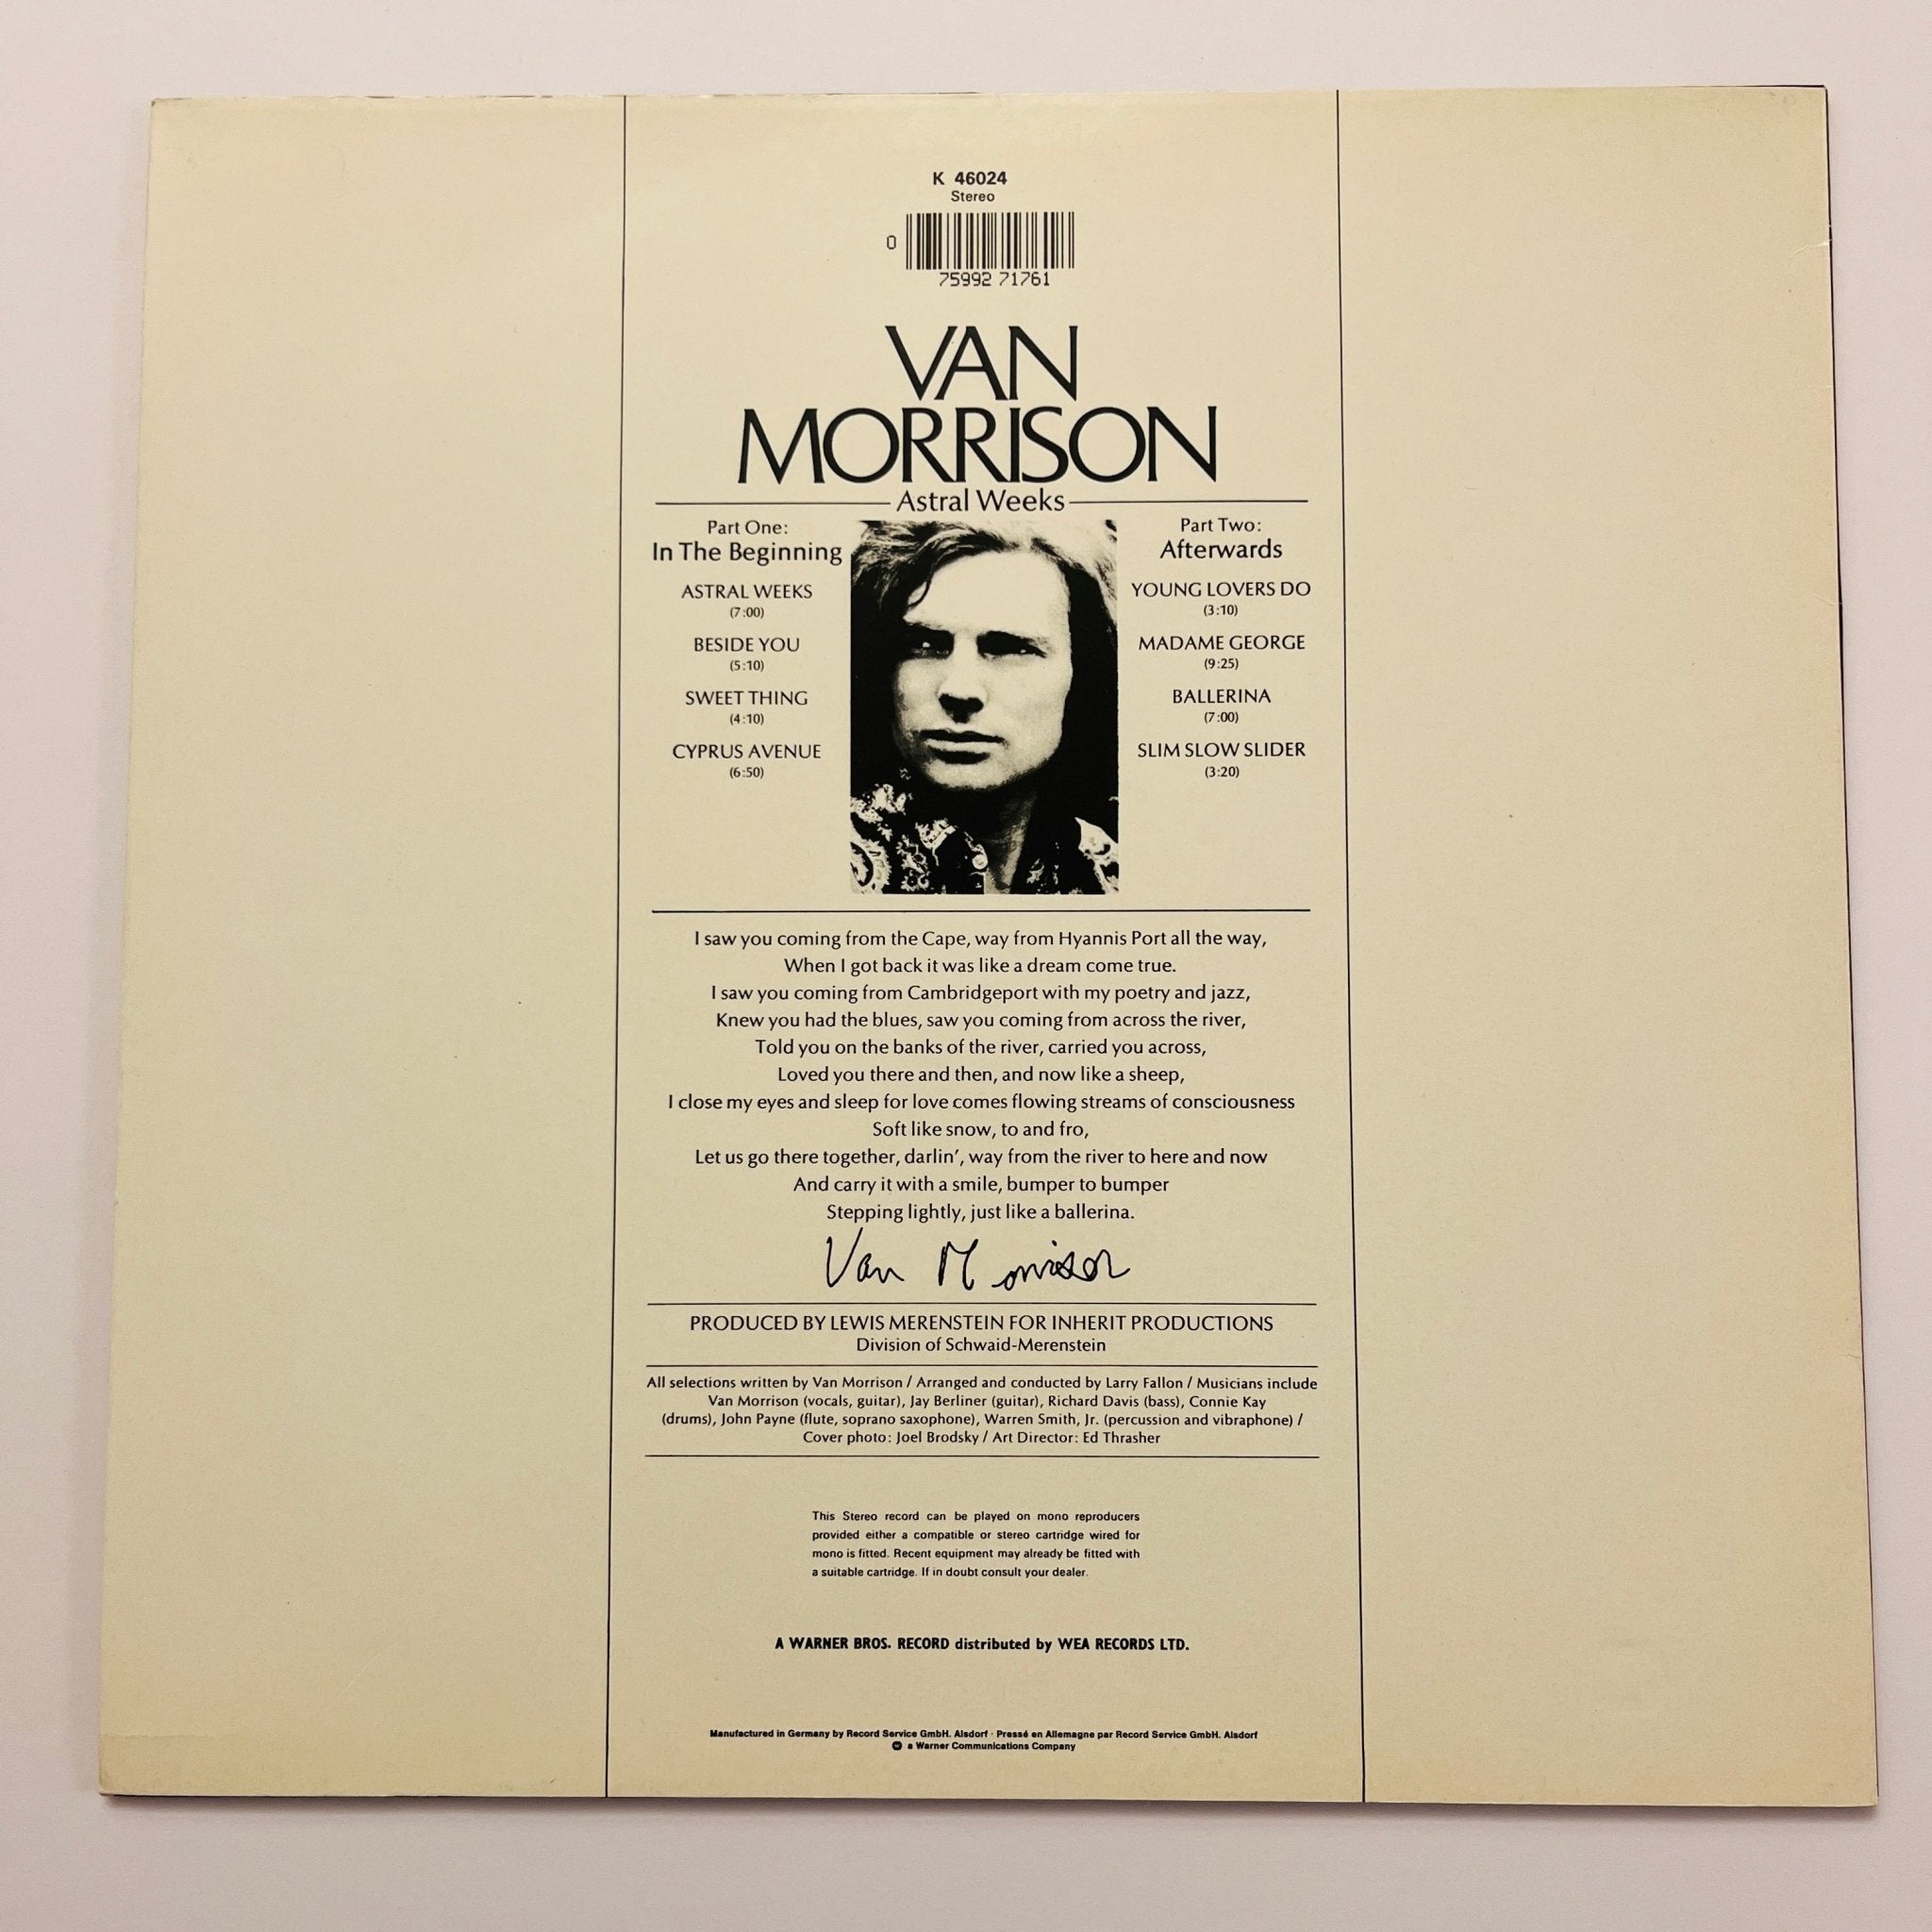 K 46024
Stereo
0
75992 71761
VAN
MORRISON
Astral Weeks
Part One:
In The Beginning
ASTRAL WEEKS
(7:00)
BESIDE YOU
(5:10)
SWEET THING
(4:10)
CYPRUS AVENUE
(6:50)
Part Two:
Afterwards
YOUNG LOVERS DO
(3:10)
MADAME GEORGE
(9:25)
BALLERINA
(7:00)
SLIM SLOW SLIDER
(3:20)
I saw you coming from the Cape, way from Hyannis Port all the way,
When I got back it was like a dream come true.
I saw you coming from Cambridgeport with my poetry and jazz,
Knew you had the blues, saw you coming from across the river,
Told you on the banks of the river, carried you across,
Loved you there and then, and now like a sheep,
I close my eyes and sleep for love comes flowing streams of consciousness
Soft like snow, to and fro,
Let us go there together, darlin', way from the river to here and now
And carry it with a smile, bumper to bumper
Stepping lightly, just like a ballerina.
Van Morrison
PRODUCED BY LEWIS MERENSTEIN FOR INHERIT PRODUCTIONS
Division of Schwaid-Merenstein
All selections written by Van Morrison / Arranged and conducted by Larry Fallon / Musicians include
Van Morrison (vocals, guitar), Jay Berliner (guitar), Richard Davis (bass), Connie Kay
(drums), John Payne (flute, soprano saxophone), Warren Smith, Jr. (percussion and vibraphone) /
Cover photo: Joel Brodsky / Art Director: Ed Thrasher
This Stereo record can be played on mono reproducers
provided either a compatible or stereo cartridge wired for
mono is fitted. Recent equipment may already be fitted with
a suitable cartridge. If in doubt consult your dealer.
A WARNER BROS. RECORD distributed by WEA RECORDS LTD.
Manufactured in Germany by Record Service GmbH. Alsdorf · Pressé en Allemagne par Record Service GmbH. Alsdorf
a Warner Communications Company